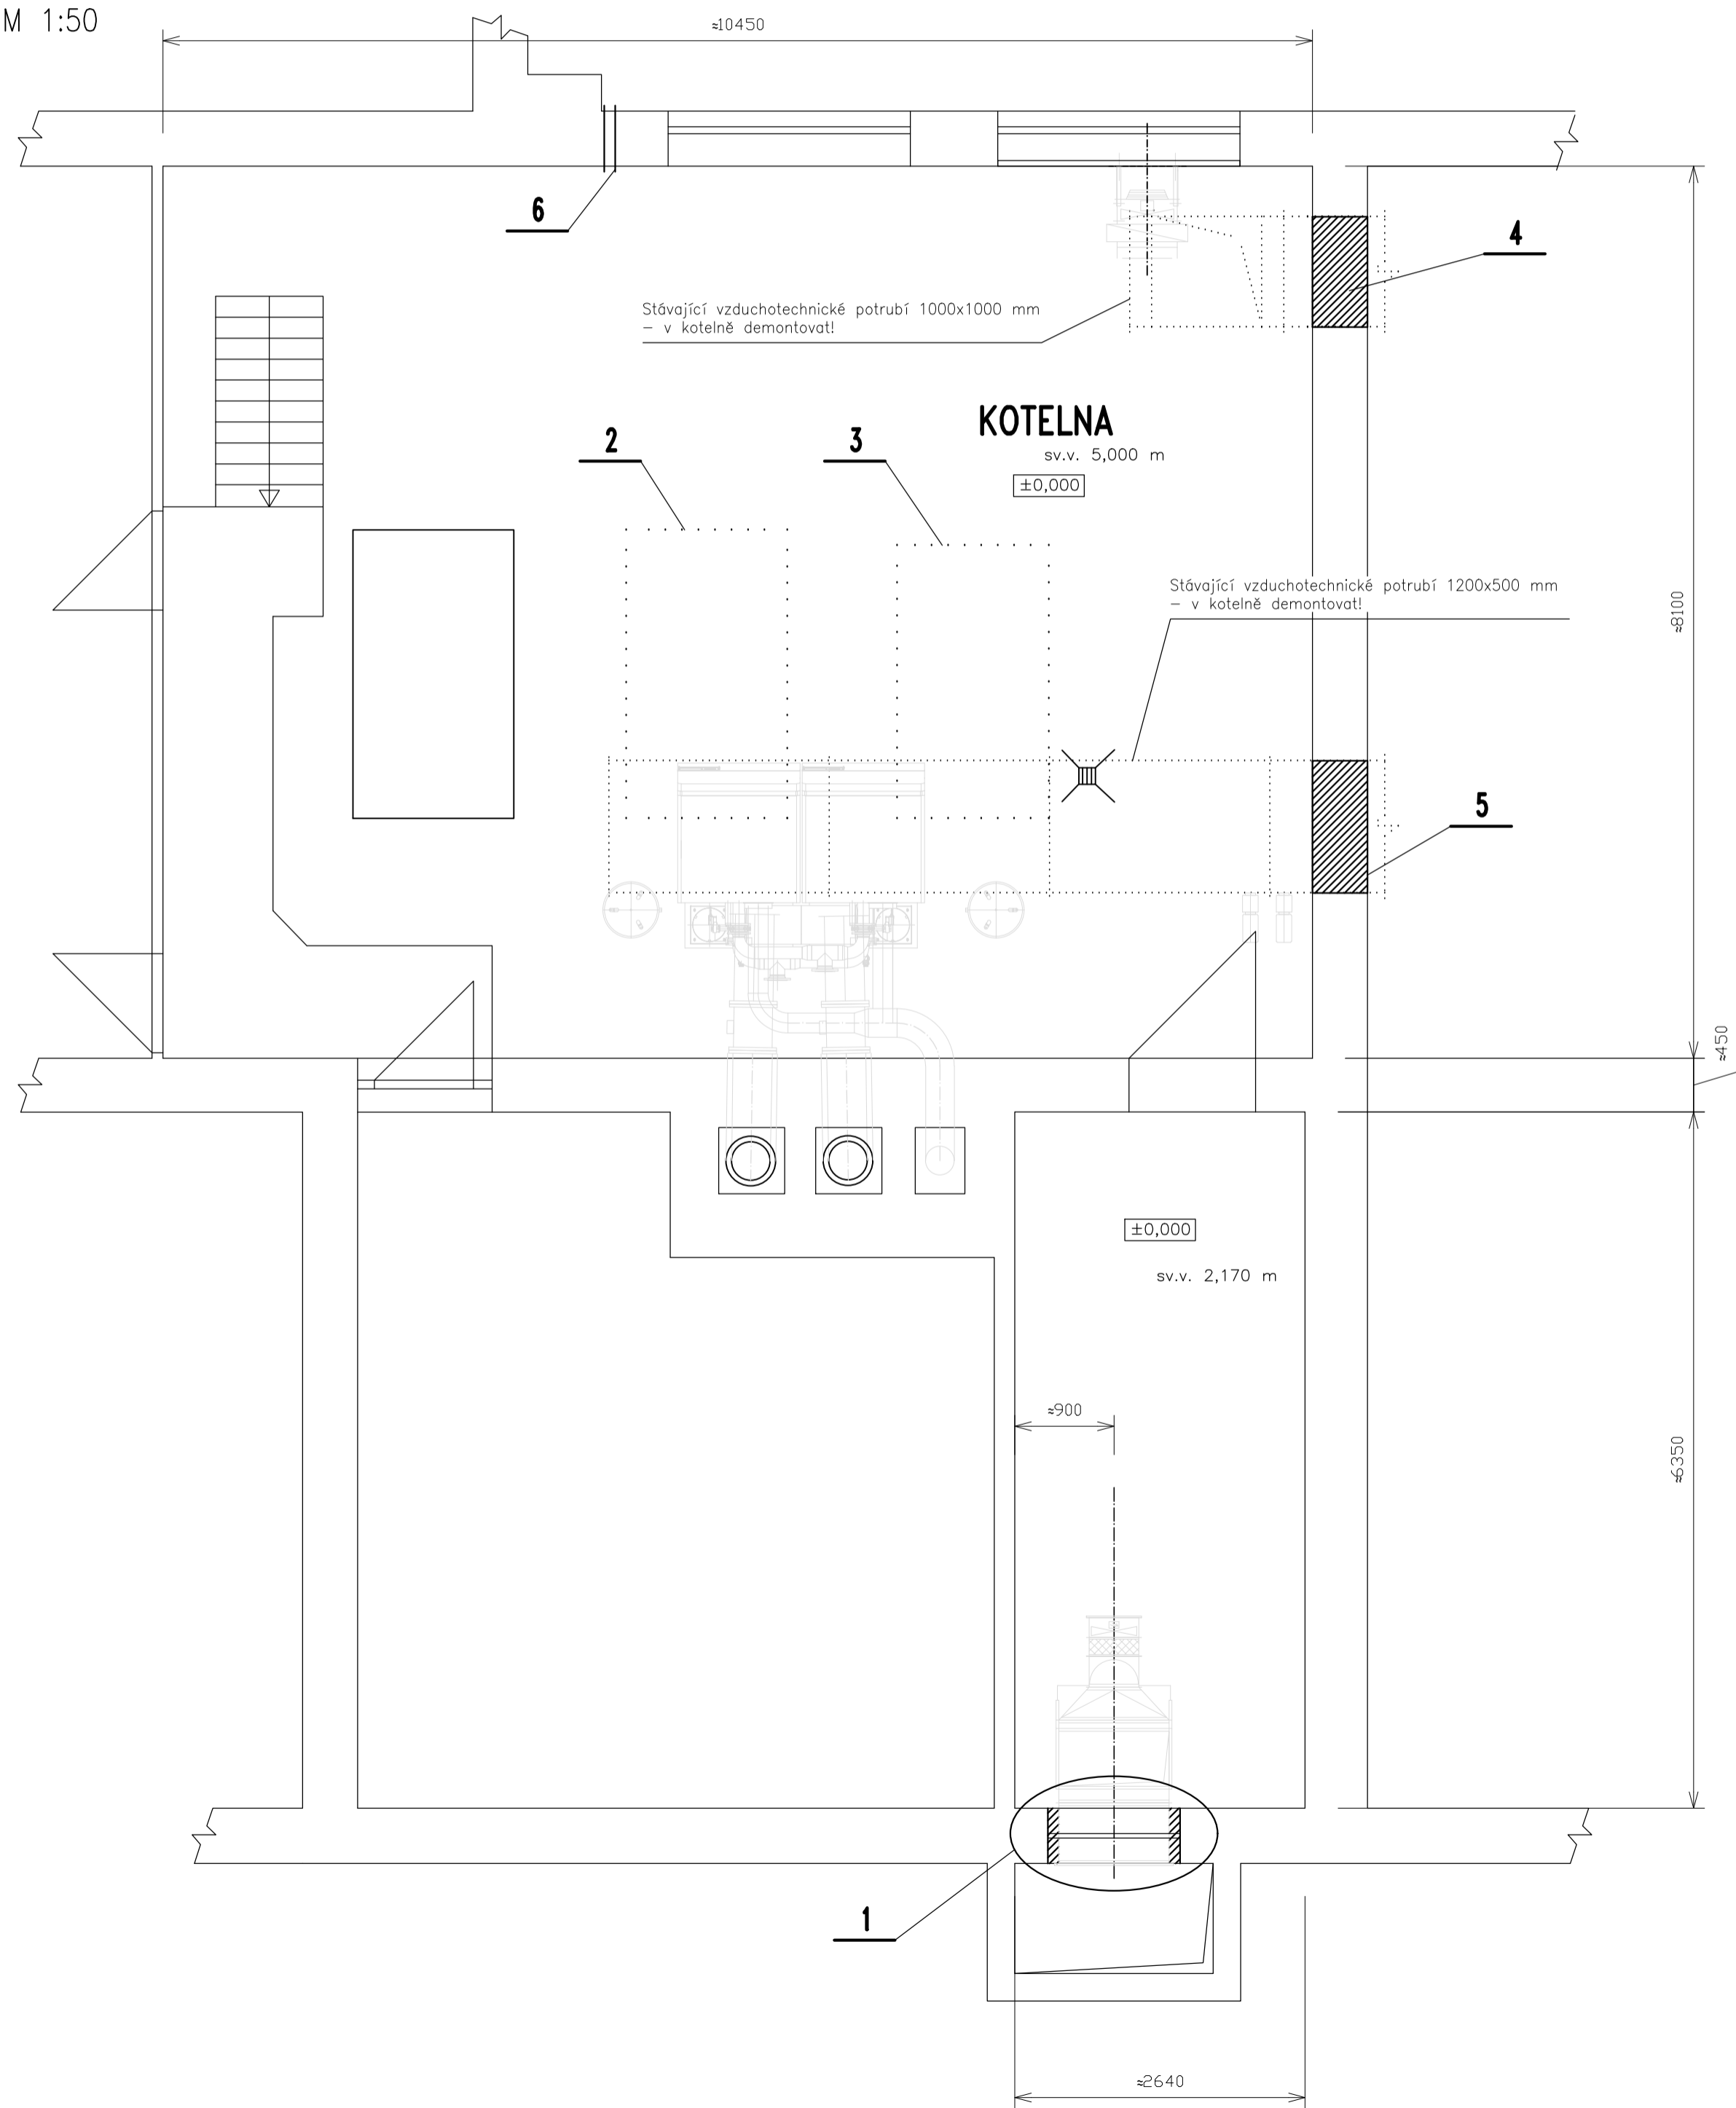 M 1:50
≈10450
6
4
Stávající vzduchotechnické potrubí 1000x1000 mm
– v kotelně demontovat!
KOTELNA
sv.v. 5,000 m
±0,000
2
3
Stávající vzduchotechnické potrubí 1200x500 mm
– v kotelně demontovat!
≈8100
5
≈450
±0,000
sv.v. 2,170 m
≈900
≈6350
1
≈2640